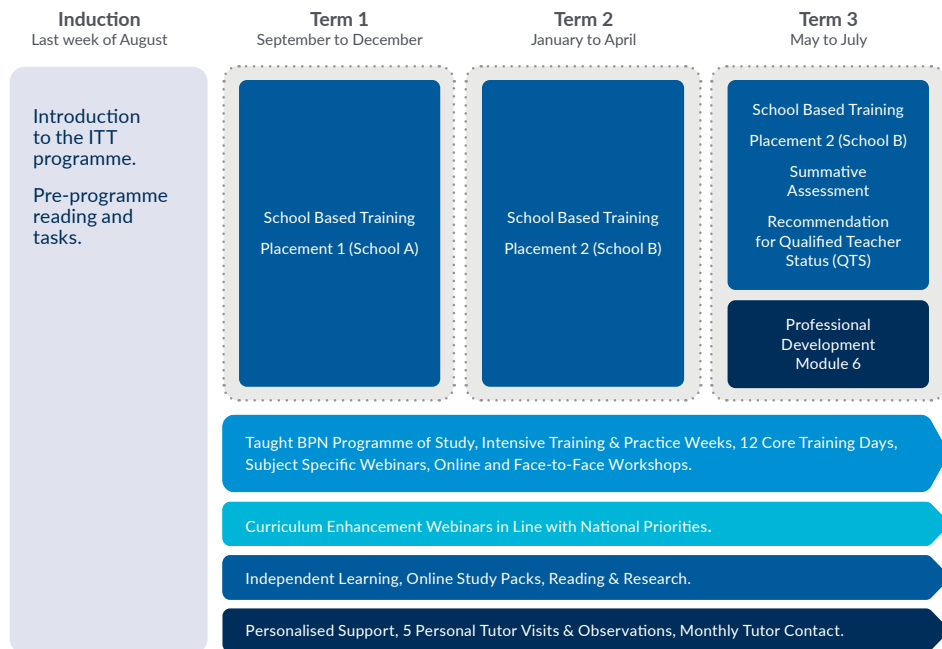 Induction
Last week of August
Term 1
September to December
Term 2
January to April
Term 3
May to July
Introduction
to the ITT
programme.
Pre-programme
reading and
tasks.
School Based Training
Placement 1 (School A)
School Based Training
Placement 2 (School B)
School Based Training
Placement 2 (School B)
Summative
Assessment
Recommendation
for Qualified Teacher
Status (QTS)
Professional
Development
Module 6
Taught BPN Programme of Study, Intensive Training & Practice Weeks, 12 Core Training Days,
Subject Specific Webinars, Online and Face-to-Face Workshops.
Curriculum Enhancement Webinars in Line with National Priorities.
Independent Learning, Online Study Packs, Reading & Research.
Personalised Support, 5 Personal Tutor Visits & Observations, Monthly Tutor Contact.